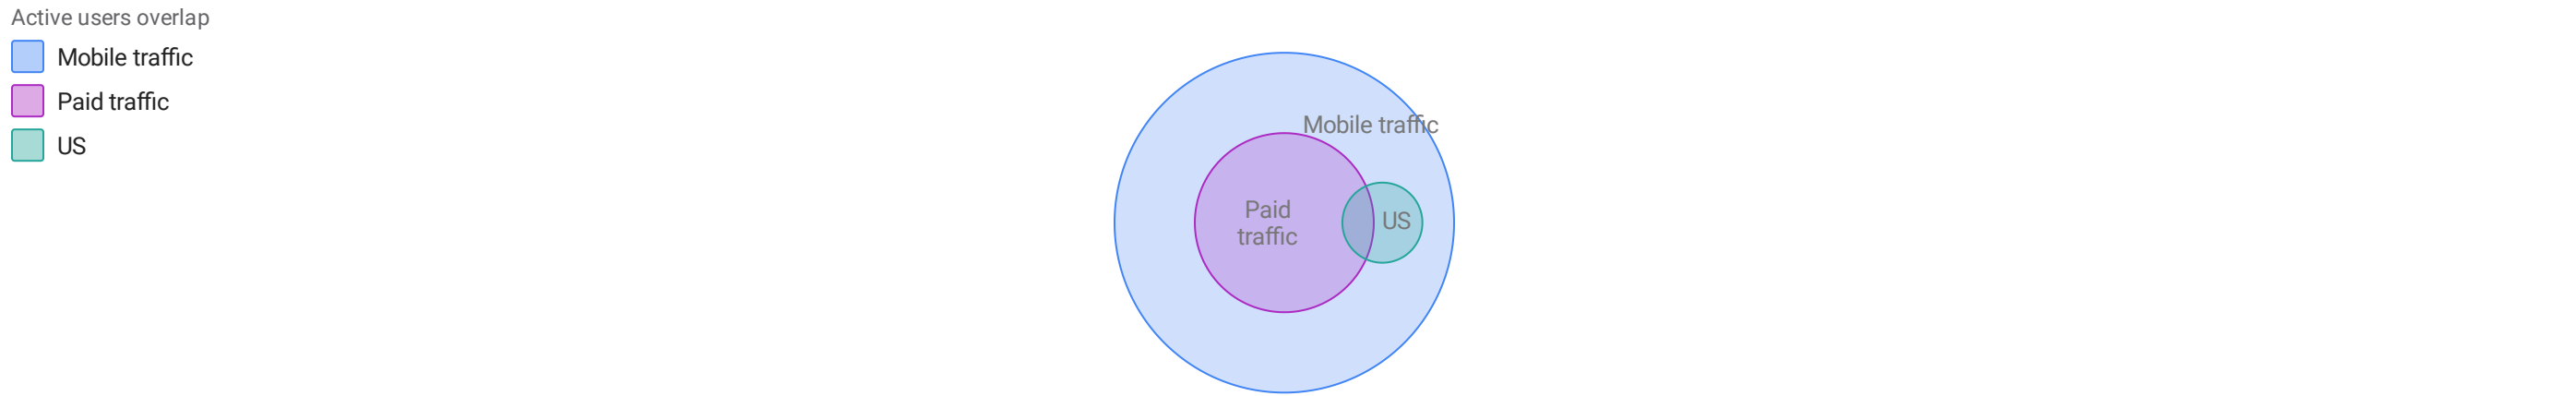 Active users overlap
Mobile traffic
Paid traffic
US
Mobile traffic
Paid
traffic
US